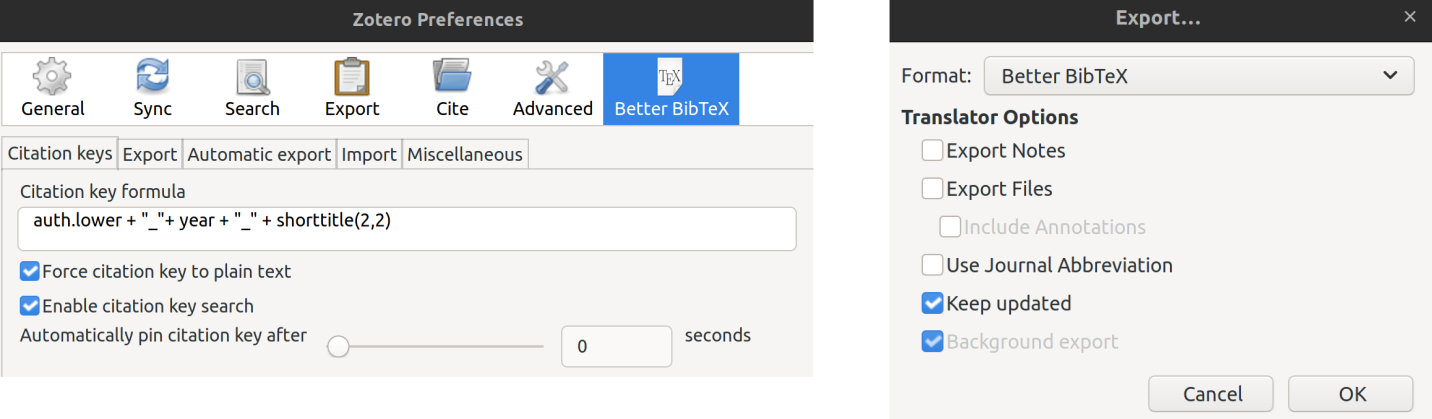 Zotero Preferences
General Sync Search Export Cite Advanced TEX Better BibTeX
Citation keys Export Automatic export Import Miscellaneous
Citation key formula
auth.lower + "_"+ year + "_" + shorttitle(2,2)
Force citation key to plain text
Enable citation key search
Automatically pin citation key after 0 seconds
Export...
Format: Better BibTeX
Translator Options
Export Notes
Export Files
Include Annotations
Use Journal Abbreviation
Keep updated
Background export
Cancel OK